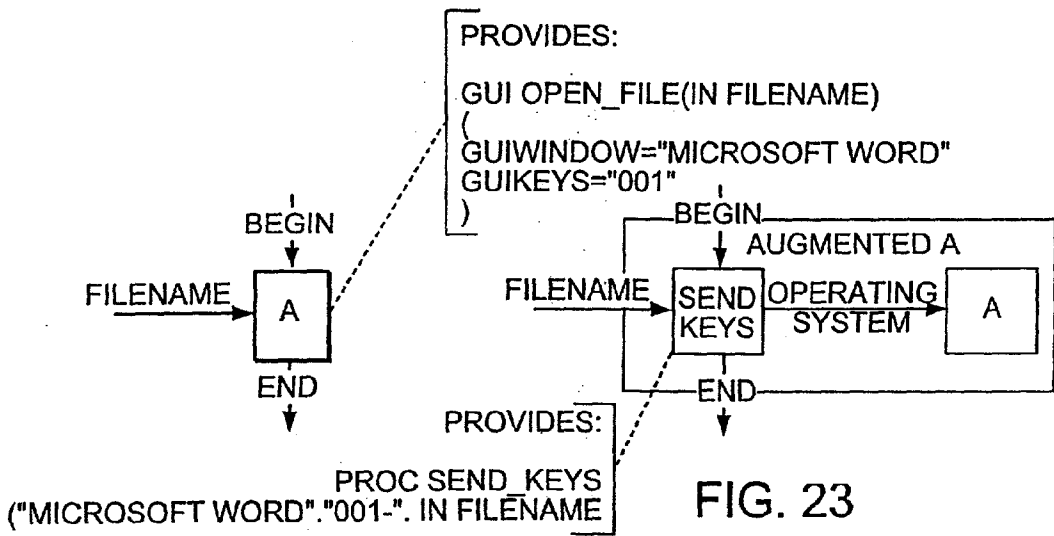 PROVIDES:
GUI OPEN_FILE(IN FILENAME)
(
GUIWINDOW="MICROSOFT WORD"
GUIKEYS="001"
)
BEGIN
FILENAME
A
END
BEGIN
AUGMENTED A
FILENAME
SEND
KEYS
OPERATING
SYSTEM
A
END
PROVIDES:
PROC SEND_KEYS
("MICROSOFT WORD"."001-". IN FILENAME
FIG. 23